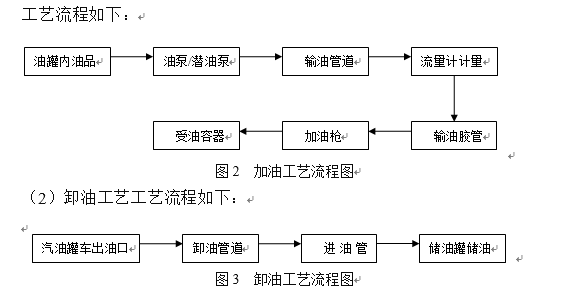 工艺流程如下：
油罐内油品 油泵/潜油泵 输油管道 流量计计量
受油容器 加油枪 输油胶管
图2 加油工艺流程图
（2）卸油工艺工艺流程如下：
汽油罐车出油口 卸油管道 进 油 管 储油罐储油
图3 卸油工艺流程图